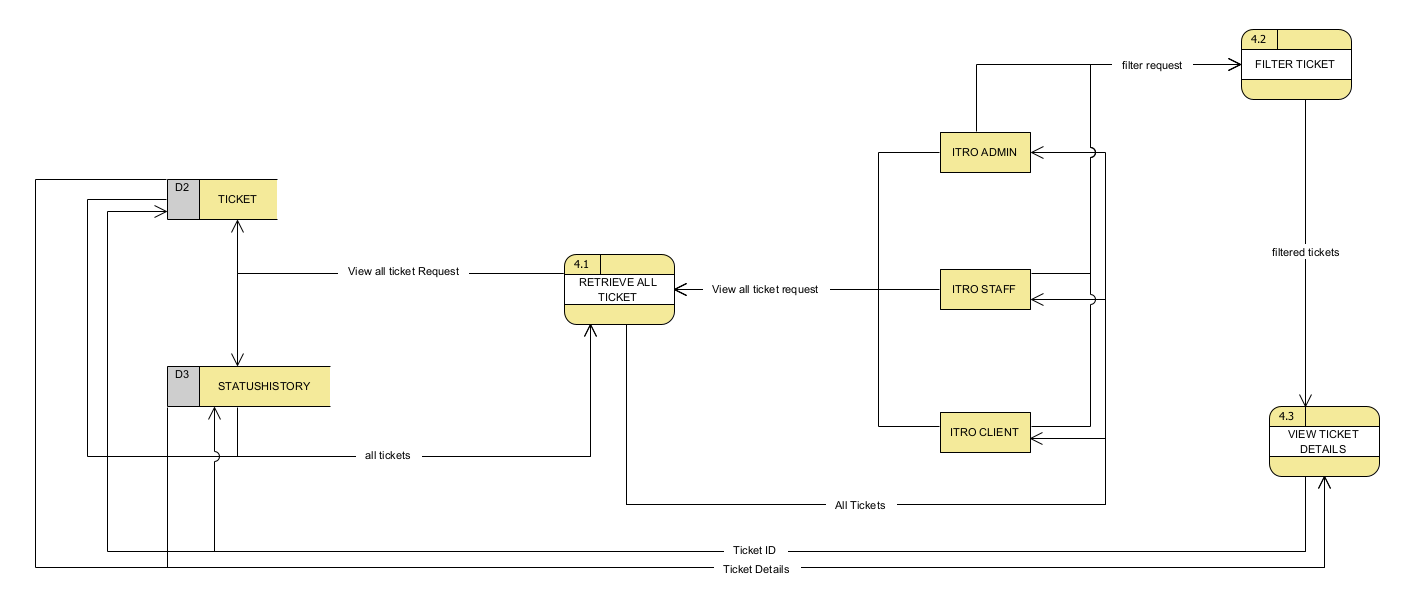 4.2
FILTER TICKET
filter request
ITRO ADMIN
D2
TICKET
filtered tickets
4.1
RETRIEVE ALL
TICKET
View all ticket Request
View all ticket request
ITRO STAFF
D3
STATUSHISTORY
4.3
VIEW TICKET
DETAILS
ITRO CLIENT
all tickets
All Tickets
Ticket ID
Ticket Details